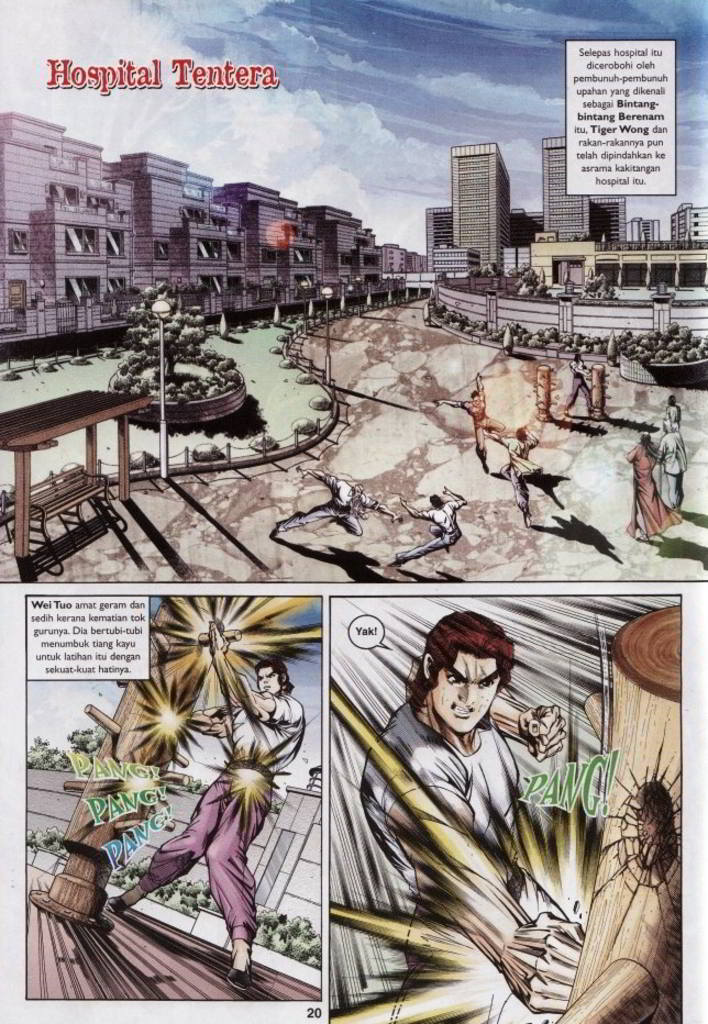 Hospital Tentera
Selepas hospital itu
dicerobohi oleh
pembunuh-pembunuh
upahan yang dikenali
sebagai Bintang-
bintang Berenam
itu, Tiger Wong dan
rakan-rakannya pun
telah dipindahkan ke
asrama kakitangan
hospital itu.
Wei Tuo amat geram dan
sedih kerana kematian tok
gurunya. Dia bertubi-tubi
menumbuk tiang kayu
untuk latihan itu dengan
sekuat-kuat hatinya.
PANG!
PANG!
PANG!
Yak!
PANG!
20